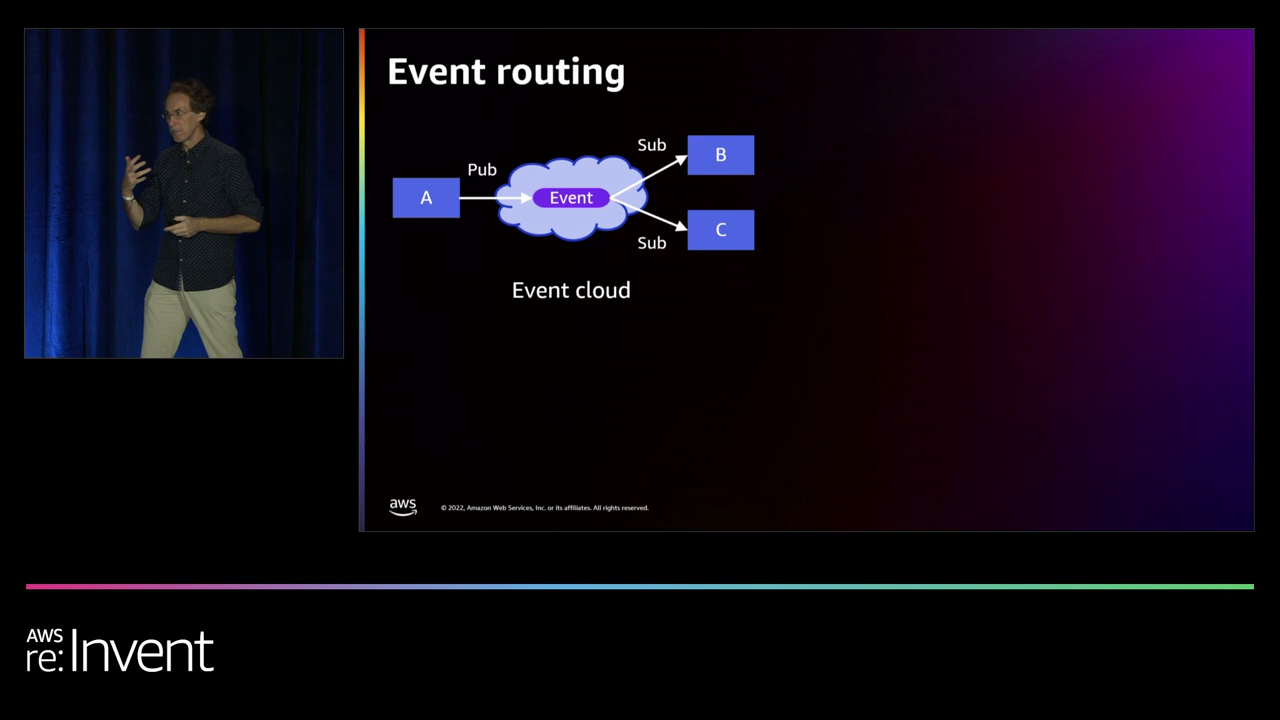 Event routing
Sub
B
Pub
A
Event
C
Sub
Event cloud
aws
© 2022, Amazon Web Services, Inc. or its affiliates. All rights reserved.
AWS
re:Invent